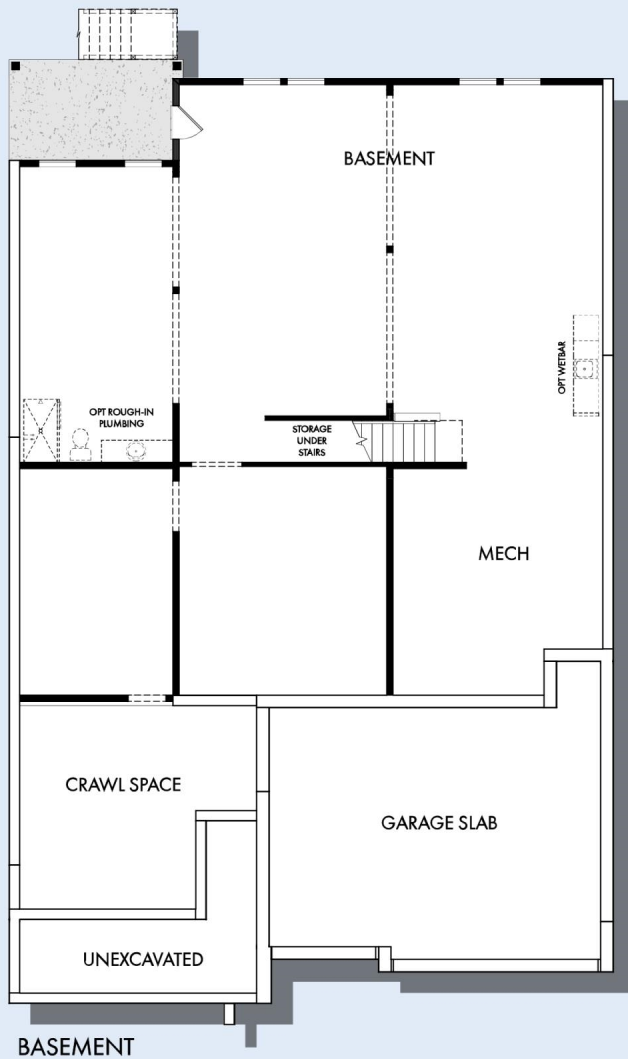 BASEMENT
OPT WETBAR
OPT ROUGH-IN
PLUMBING
STORAGE
UNDER
STAIRS
MECH
CRAWL SPACE
GARAGE SLAB
UNEXCAVATED
BASEMENT